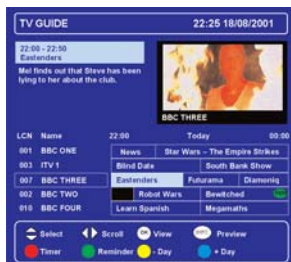 TV GUIDE 22:25 18/08/2001
22:00 - 22:50
Eastenders
Mel finds out that Steve has been
lying to her about the club.
BBC THREE
LCN Name 22:00 Today 00:00
001 BBC ONE News Star Wars – The Empire Strikes
003 ITV 1 Blind Date South Bank Show
007 BBC THREE Eastenders Futurama Diamoniq
002 BBC TWO Robot Wars Bewitched
010 BBC FOUR Learn Spanish Megamaths
Select Scroll OK View Preview
Timer Reminder - Day + Day